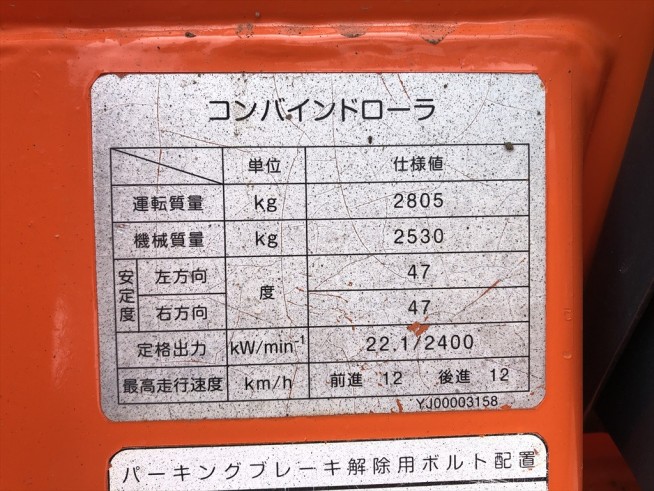 コンバインドローラ
単位 仕様値
運転質量 kg 2805
機械質量 kg 2530
安定度 左方向 度 47
右方向 47
定格出力 kW/min⁻¹ 22.1/2400
最高走行速度 km/h 前進 12 後進 12
YJ00003158
パーキングブレーキ解除用ボルト配置